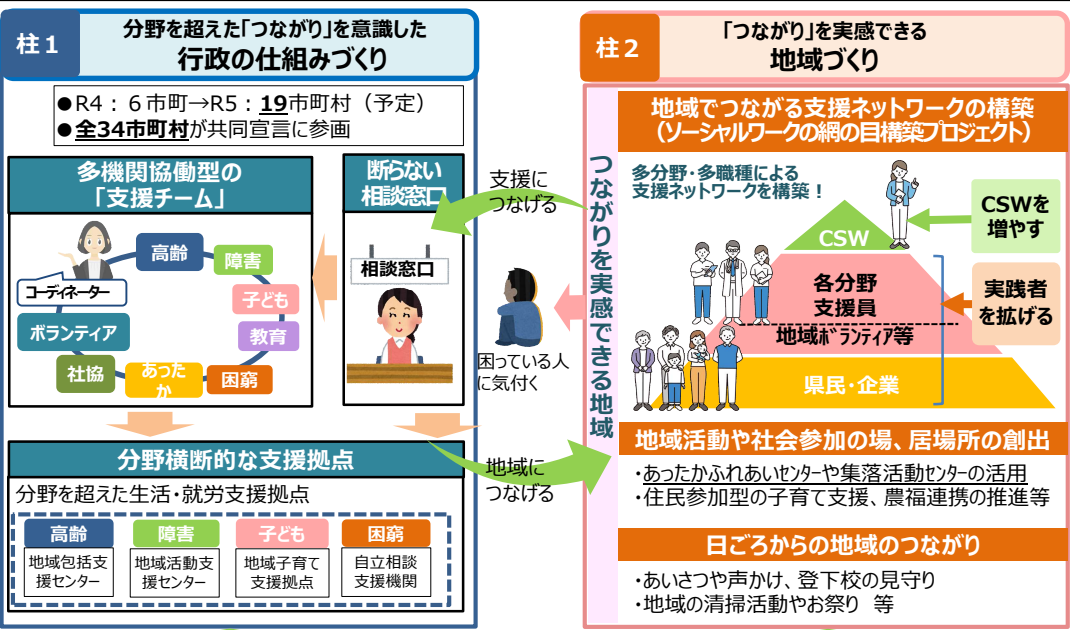 柱1
分野を超えた「つながり」を意識した
行政の仕組みづくり
●R4：6市町→R5：19市町村（予定）
●全34市町村が共同宣言に参画
多機関協働型の
「支援チーム」
コーディネーター
高齢
障害
子ども
教育
困窮
あった
か
社協
ボランティア
断らない
相談窓口
相談窓口
分野横断的な支援拠点
分野を超えた生活・就労支援拠点
高齢
地域包括支
援センター
障害
地域活動支
援センター
子ども
地域子育て
支援拠点
困窮
自立相談
支援機関
支援に
つなげる
困っている人
に気付く
地域に
つなげる
柱2
「つながり」を実感できる
地域づくり
つながりを実感できる地域
地域でつながる支援ネットワークの構築
（ソーシャルワークの網の目構築プロジェクト）
多分野・多職種による
支援ネットワークを構築！
CSW
各分野
支援員
地域ボランティア等
県民・企業
CSWを
増やす
実践者
を拡げる
地域活動や社会参加の場、居場所の創出
・あったかふれあいセンターや集落活動センターの活用
・住民参加型の子育て支援、農福連携の推進等
日ごろからの地域のつながり
・あいさつや声かけ、登下校の見守り
・地域の清掃活動やお祭り 等